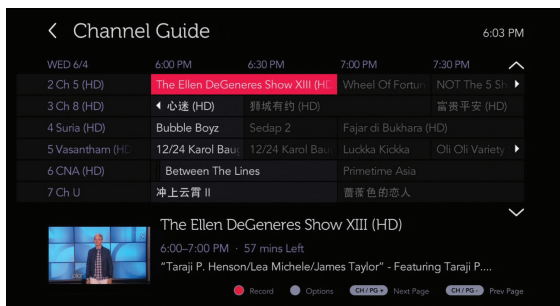 Channel Guide
6:03 PM
WED 6/4 6:00 PM 6:30 PM 7:00 PM 7:30 PM
2 Ch 5 (HD) The Ellen DeGeneres Show XIII (HD Wheel Of Fortun NOT The 5 Sh
3 Ch 8 (HD) 心迷 (HD) 狮城有约 (HD) 富贵平安 (HD)
4 Suria (HD) Bubble Boyz Sedap 2 Fajar di Bukhara (HD)
5 Vasantham (HD 12/24 Karol Baug 12/24 Karol Bau Luckka Kickka Oli Oli Variety
6 CNA (HD) Between The Lines Primetime Asia
7 Ch U 冲上云霄 II 蔷薇色的恋人
The Ellen DeGeneres Show XIII (HD)
6:00–7:00 PM · 57 mins Left
"Taraji P. Henson/Lea Michele/James Taylor" - Featuring Taraji P....
Record Options CH / PG + Next Page CH / PG - Prev Page